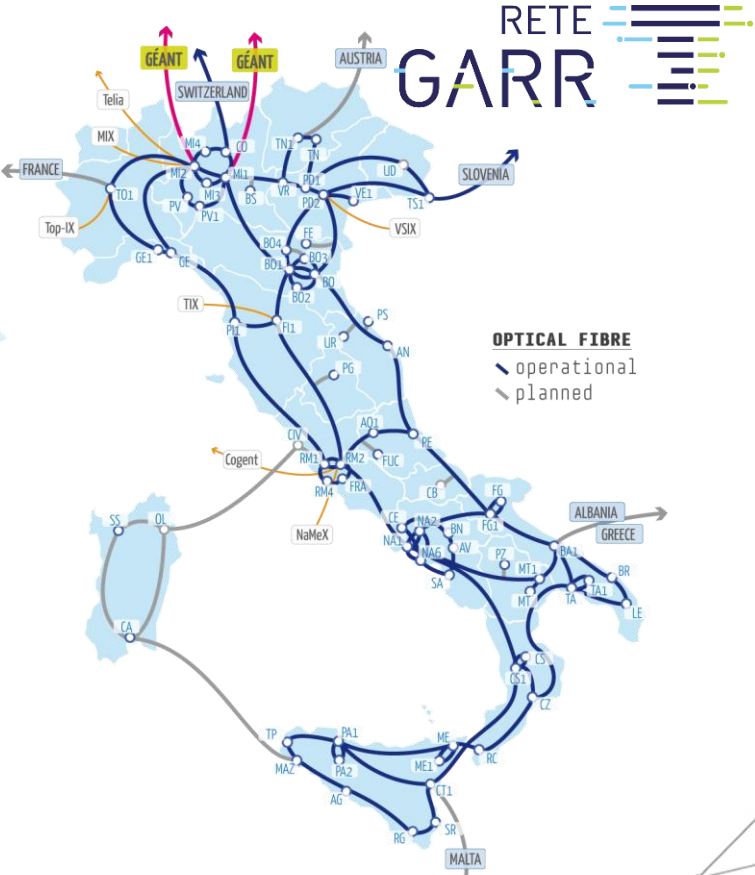 RETE
GARR
GÉANT
GÉANT
AUSTRIA
SWITZERLAND
Telia
MIX
FRANCE
Top-IX
SLOVENIA
VSIX
MI4
CO
MI2
MI1
MI3
PV
PV1
BS
TO1
GE1
GE
TN1
TN
VR
PD1
PD2
UD
VE1
TS1
FE
BO4
BO3
BO1
BO
BO2
TIX
PI1
FI1
PS
UR
AN
PG
OPTICAL FIBRE
operational
planned
CIV
AQ1
PE
RM1
RM2
FUC
Cogent
RM4
FRA
NaMeX
CB
FG
FG1
ALBANIA
GREECE
SS
OL
CA
CE
NA2
BN
NA1
NA6
AV
SA
PZ
MT1
MT
BA1
BR
TA
TA1
LE
CS
CS1
CZ
TP
PA1
ME
MAZ
PA2
ME1
RC
AG
CT1
RG
SR
MALTA